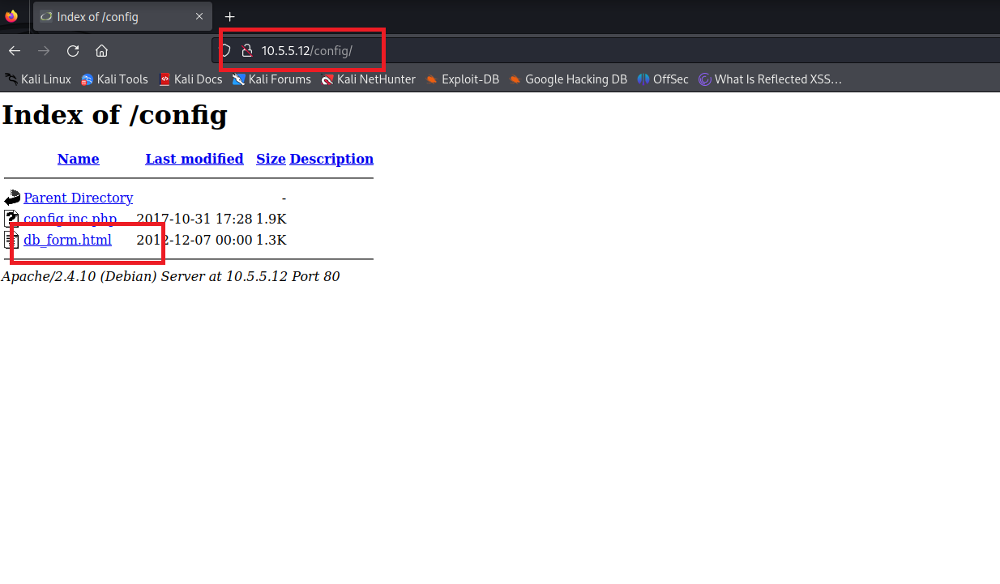 Index of /config
10.5.5.12/config/
Kali Linux Kali Tools Kali Docs Kali Forums Kali NetHunter Exploit-DB Google Hacking DB OffSec What Is Reflected XSS…
Index of /config
Name Last modified Size Description
Parent Directory -
config.inc.php 2017-10-31 17:28 1.9K
db_form.html 2012-12-07 00:00 1.3K
Apache/2.4.10 (Debian) Server at 10.5.5.12 Port 80